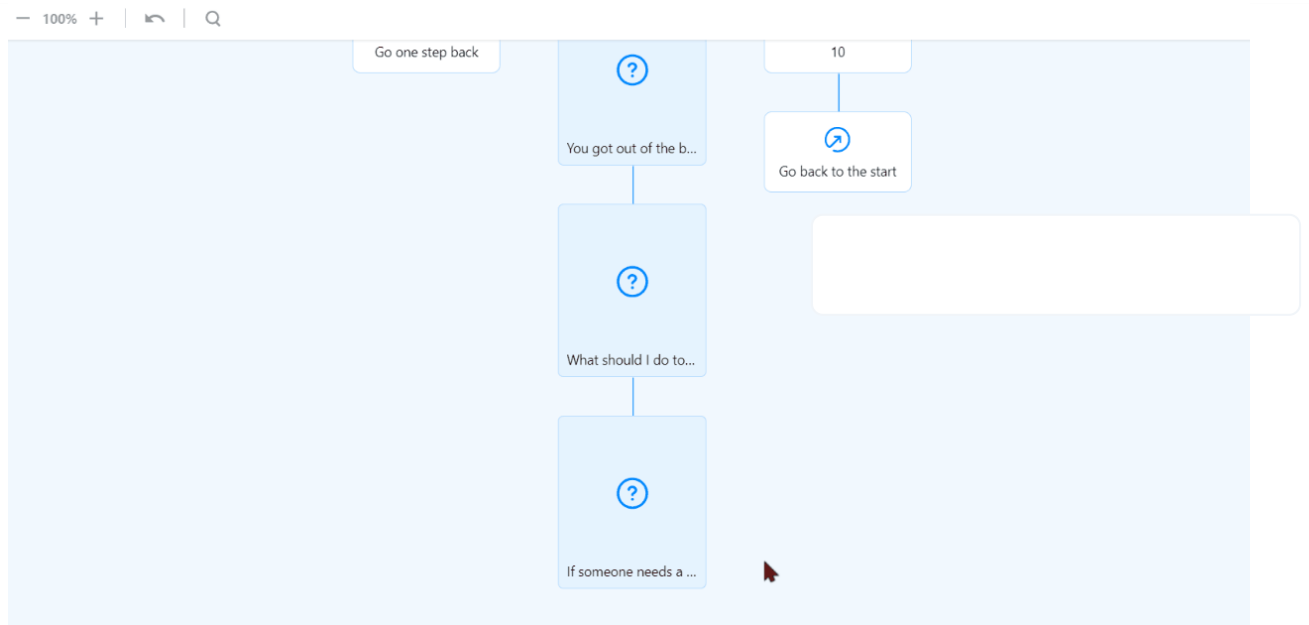 100%
Go one step back
10
You got out of the b...
Go back to the start
What should I do to...
If someone needs a ...